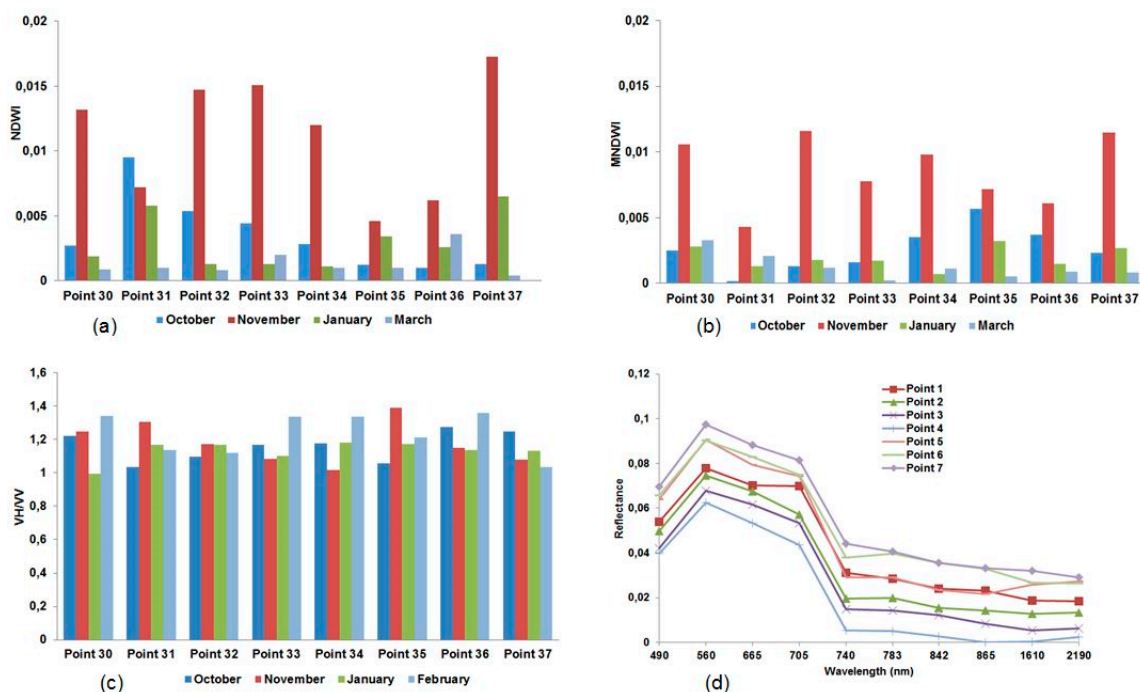 0,02
0,015
0,01
0,005
0
NDWI
Point 30 Point 31 Point 32 Point 33 Point 34 Point 35 Point 36 Point 37
(a)
October November January March
0,02
0,015
0,01
0,005
0
MNDWI
Point 30 Point 31 Point 32 Point 33 Point 34 Point 35 Point 36 Point 37
(b)
October November January March
1,6
1,4
1,2
1
0,8
0,6
0,4
0,2
0
VH/VV
Point 30 Point 31 Point 32 Point 33 Point 34 Point 35 Point 36 Point 37
(c)
October November January February
0,12
0,1
0,08
0,06
0,04
0,02
0
Reflectance
Point 1
Point 2
Point 3
Point 4
Point 5
Point 6
Point 7
490 560 665 705 740 783 842 865 1610 2190
Wavelength (nm)
(d)